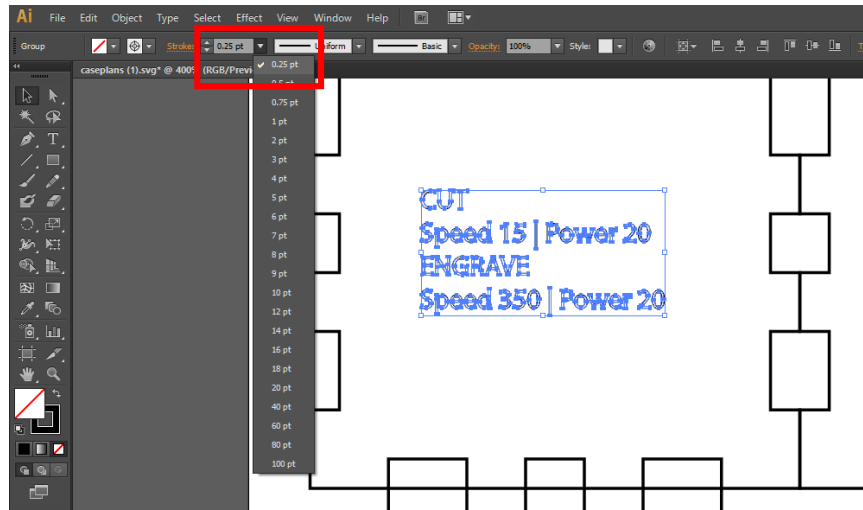 Ai File Edit Object Type Select Effect View Window Help Br
Group Stroke: 0.25 pt Uniform Basic Opacity: 100% Style:
caseplans (1).svg* @ 400% (RGB/Previ
0.25 pt
0.5 pt
0.75 pt
1 pt
2 pt
3 pt
4 pt
5 pt
6 pt
7 pt
8 pt
9 pt
10 pt
12 pt
14 pt
16 pt
18 pt
20 pt
40 pt
60 pt
80 pt
100 pt
CUT
Speed 15 | Power 20
ENGRAVE
Speed 350 | Power 20